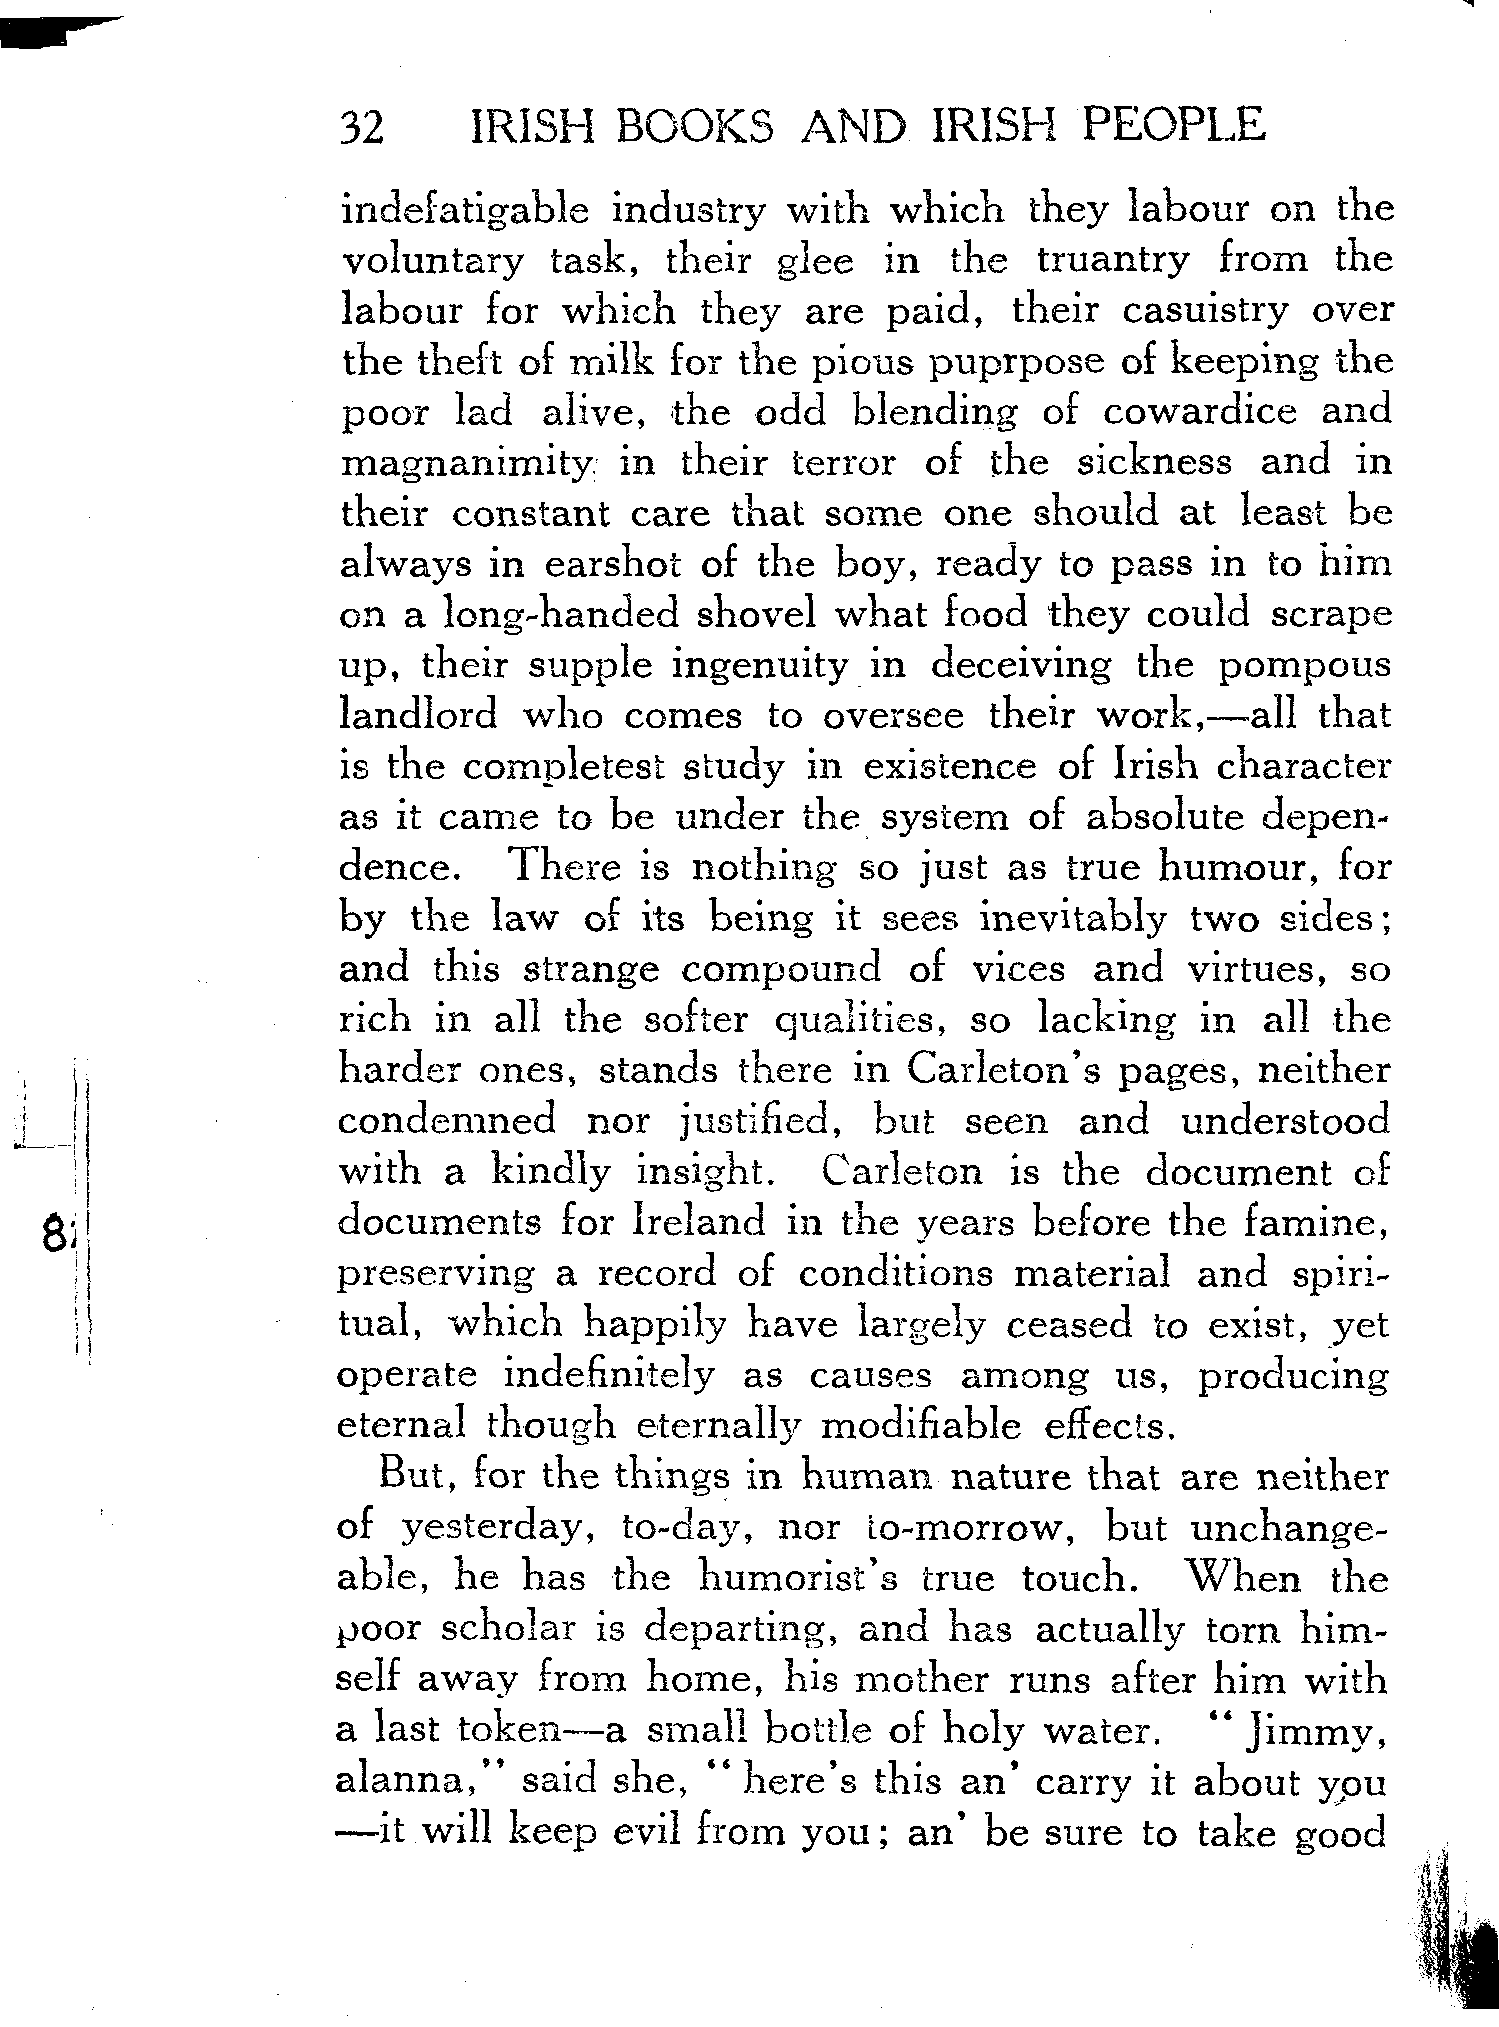 32 IRISH BOOKS AND IRISH PEOPLE
indefatigable industry with which they labour on the
voluntary task, their glee in the truantry from the
labour for which they are paid, their casuistry over
the theft of milk for the pious puprpose of keeping the
poor lad alive, the odd blending of cowardice and
magnanimity in their terror of the sickness and in
their constant care that some one should at least be
always in earshot of the boy, ready to pass in to him
on a long-handed shovel what food they could scrape
up, their supple ingenuity in deceiving the pompous
landlord who comes to oversee their work,—all that
is the completest study in existence of Irish character
as it came to be under the system of absolute depen-
dence. There is nothing so just as true humour, for
by the law of its being it sees inevitably two sides;
and this strange compound of vices and virtues, so
rich in all the softer qualities, so lacking in all the
harder ones, stands there in Carleton's pages, neither
condemned nor justified, but seen and understood
with a kindly insight. Carleton is the document of
documents for Ireland in the years before the famine,
preserving a record of conditions material and spiri-
tual, which happily have largely ceased to exist, yet
operate indefinitely as causes among us, producing
eternal though eternally modifiable effects.
But, for the things in human nature that are neither
of yesterday, to-day, nor to-morrow, but unchange-
able, he has the humorist's true touch. When the
poor scholar is departing, and has actually torn him-
self away from home, his mother runs after him with
a last token—a small bottle of holy water. "Jimmy,
alanna," said she, "here's this an' carry it about you
—it will keep evil from you; an' be sure to take good